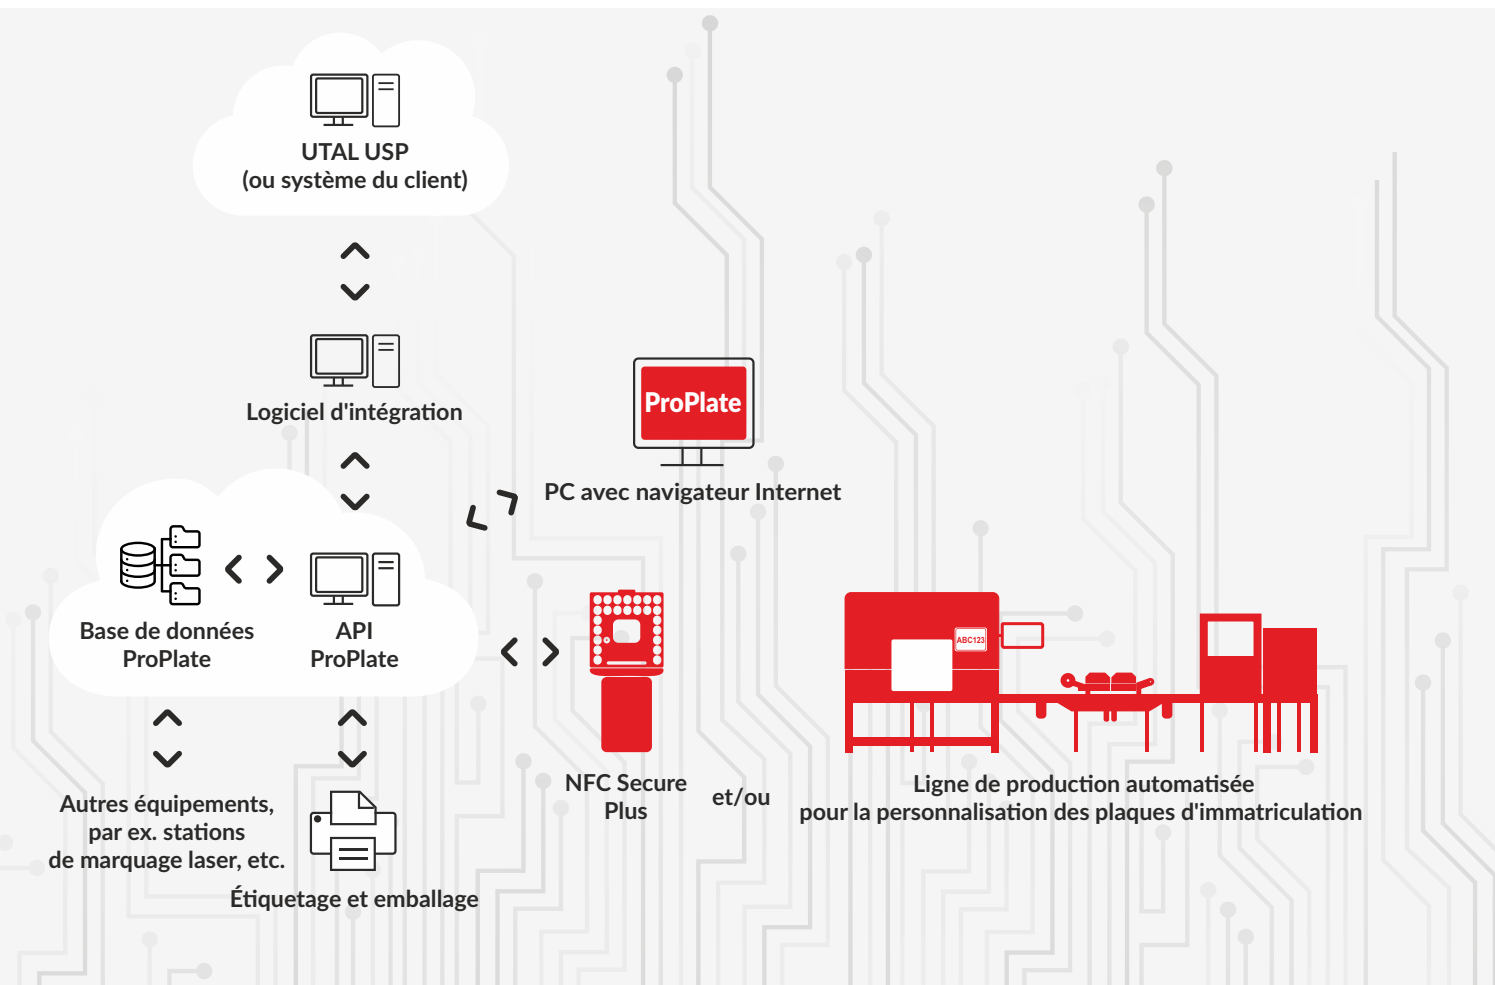 UTAL USP
(ou système du client)
Logiciel d'intégration
ProPlate
PC avec navigateur Internet
Base de données
ProPlate
API
ProPlate
ABC123
NFC Secure
Plus
et/ou
Ligne de production automatisée
pour la personnalisation des plaques d'immatriculation
Autres équipements,
par ex. stations
de marquage laser, etc.
Étiquetage et emballage